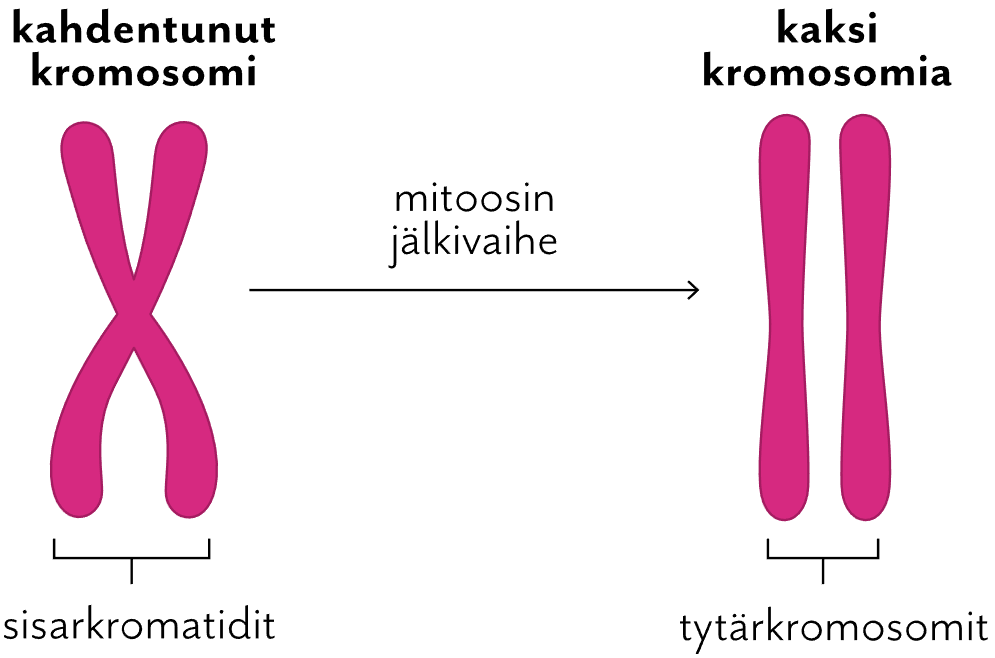 kahdentunut
kromosomi
kaksi
kromosomia
mitoosin
jälkivaihe
sisarkromatidit
tytärkromosomit